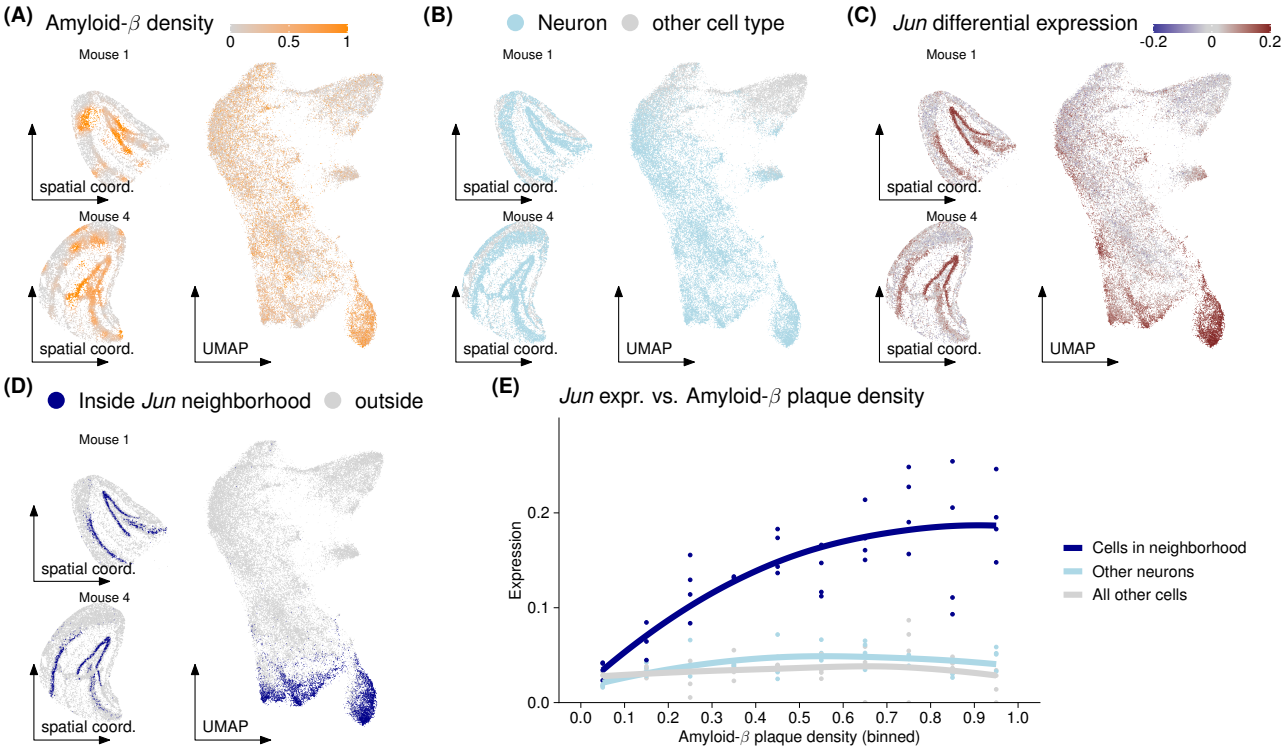 (A) Amyloid-β density
0 0.5 1
Mouse 1
spatial coord.
Mouse 4
spatial coord.
UMAP
(B) Neuron other cell type
Mouse 1
spatial coord.
Mouse 4
spatial coord.
UMAP
(C) Jun differential expression
-0.2 0 0.2
Mouse 1
spatial coord.
Mouse 4
spatial coord.
UMAP
(D) Inside Jun neighborhood outside
Mouse 1
spatial coord.
Mouse 4
spatial coord.
UMAP
(E) Jun expr. vs. Amyloid-β plaque density
Expression
0.2
0.1
0.0
0.0 0.1 0.2 0.3 0.4 0.5 0.6 0.7 0.8 0.9 1.0
Amyloid-β plaque density (binned)
Cells in neighborhood
Other neurons
All other cells